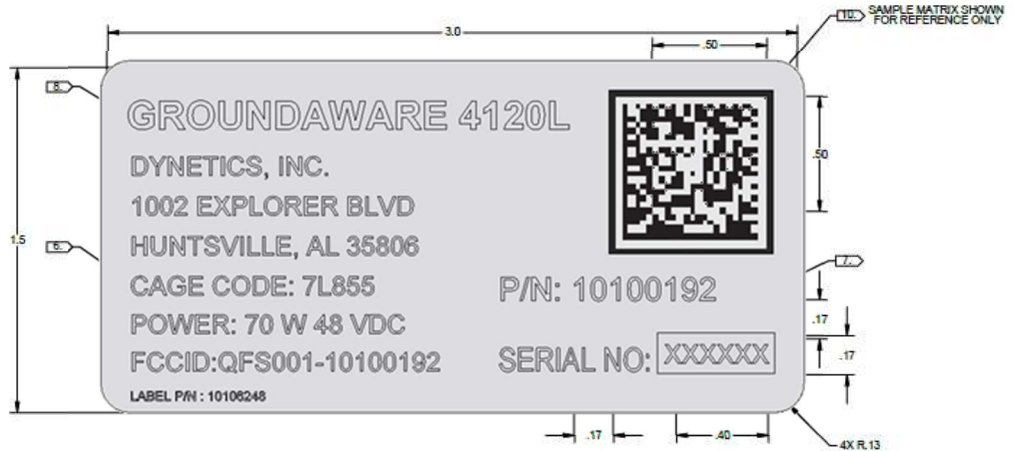 10. SAMPLE MATRIX SHOWN
FOR REFERENCE ONLY
3.0
.50
8.
GROUNDAWARE 4120L
DYNETICS, INC.
.50
1002 EXPLORER BLVD
1.5
6.
HUNTSVILLE, AL 35806
7.
CAGE CODE: 7L855
P/N: 10100192
POWER: 70 W 48 VDC
.17
FCCID:QFS001-10100192
SERIAL NO: XXXXXX
.17
LABEL P/N : 10106248
.17
.40
4X R.13